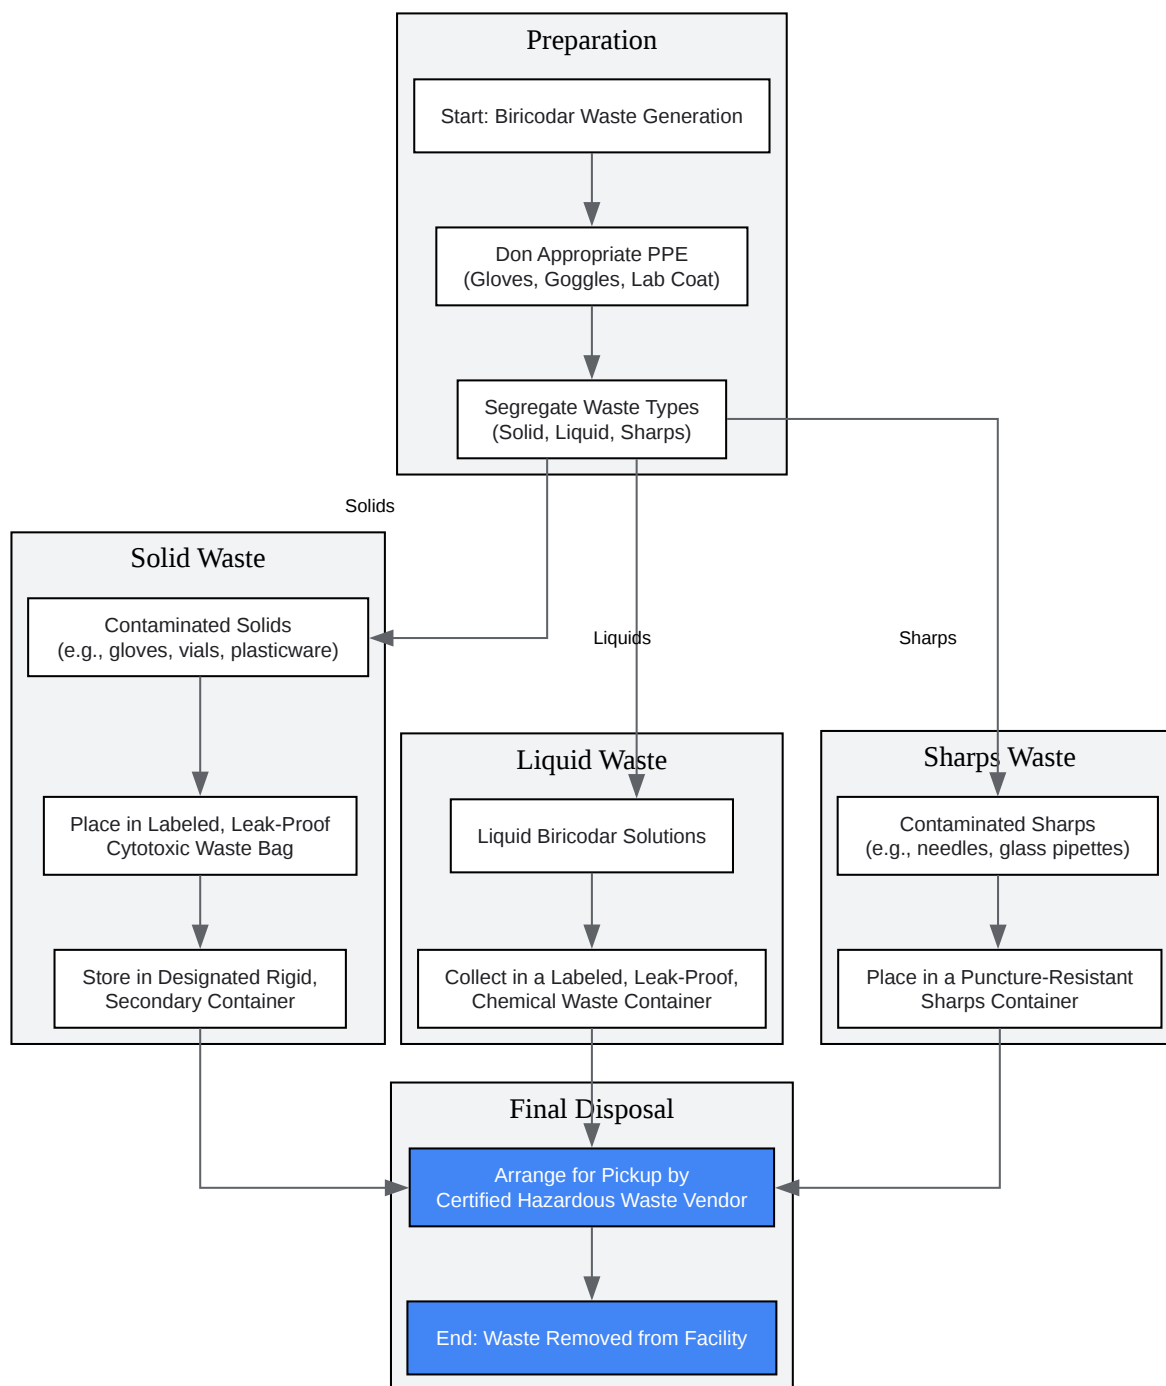 Preparation
Start: Biricodar Waste Generation
Don Appropriate PPE
(Gloves, Goggles, Lab Coat)
Segregate Waste Types
(Solid, Liquid, Sharps)
Solids
Liquids
Sharps
Solid Waste
Contaminated Solids
(e.g., gloves, vials, plasticware)
Place in Labeled, Leak-Proof
Cytotoxic Waste Bag
Store in Designated Rigid,
Secondary Container
Liquid Waste
Liquid Biricodar Solutions
Collect in a Labeled, Leak-Proof,
Chemical Waste Container
Sharps Waste
Contaminated Sharps
(e.g., needles, glass pipettes)
Place in a Puncture-Resistant
Sharps Container
Final Disposal
Arrange for Pickup by
Certified Hazardous Waste Vendor
End: Waste Removed from Facility